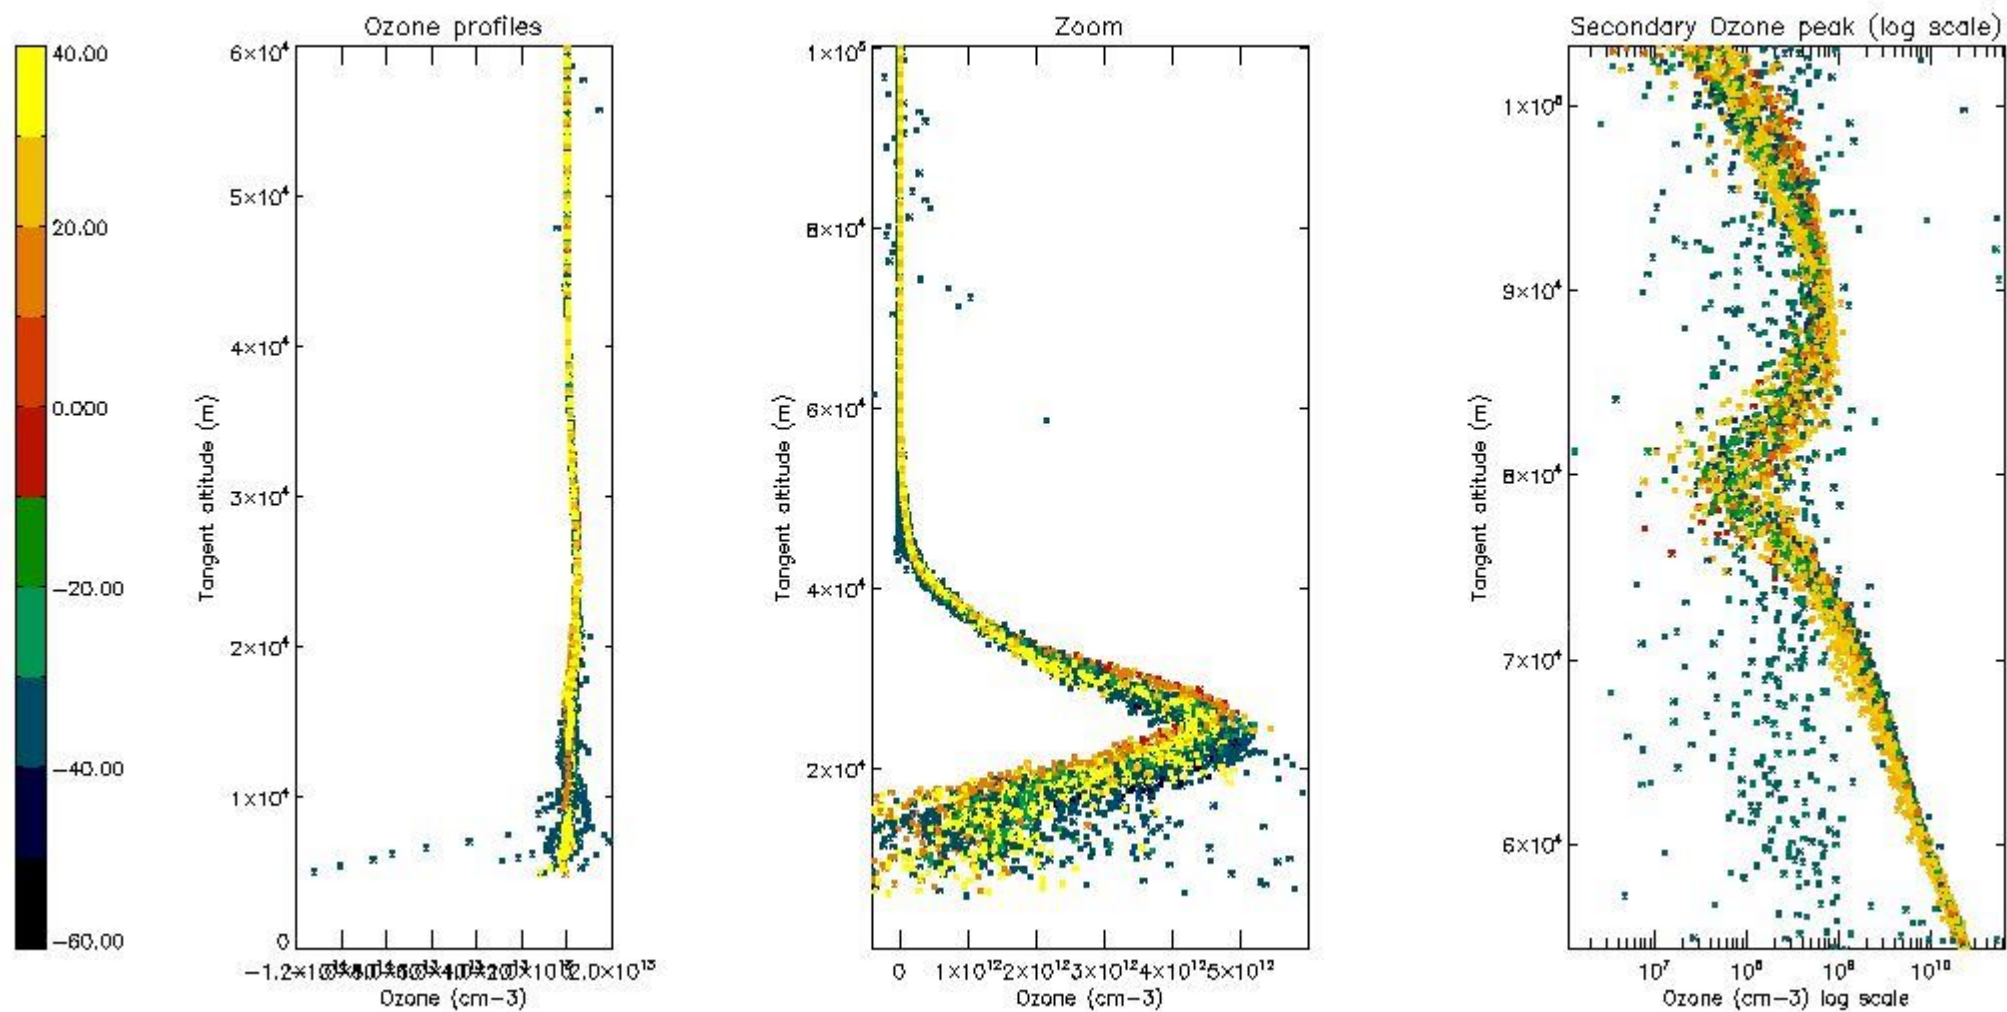 Ozone profiles
Zoom
Secondary Ozone peak (log scale)
40.00
20.00
0.000
−20.00
−40.00
−60.00
6×10⁴
5×10⁴
4×10⁴
3×10⁴
2×10⁴
1×10⁴
0
Tangent altitude (m)
2.0×10¹³
Ozone (cm−3)
1×10⁵
8×10⁴
6×10⁴
4×10⁴
2×10⁴
Tangent altitude (m)
0 1×10¹² 2×10¹² 3×10¹² 4×10¹² 5×10¹²
Ozone (cm−3)
1×10⁵
9×10⁴
8×10⁴
7×10⁴
6×10⁴
Tangent altitude (m)
10⁷ 10⁸ 10⁹ 10¹⁰
Ozone (cm−3) log scale